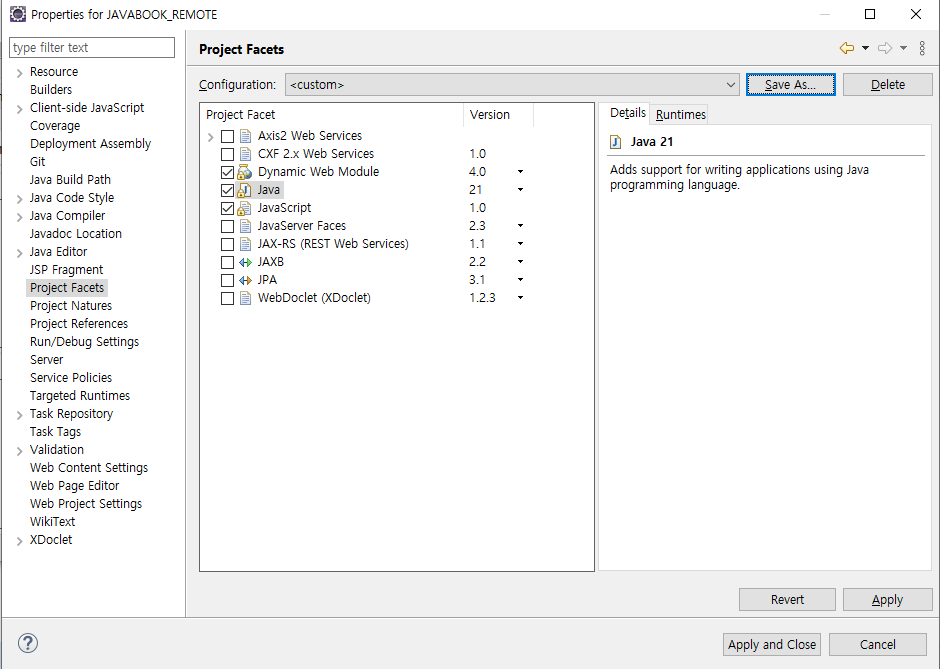 Properties for JAVABOOK_REMOTE
type filter text
Resource
Builders
Client-side JavaScript
Coverage
Deployment Assembly
Git
Java Build Path
Java Code Style
Java Compiler
Javadoc Location
Java Editor
JSP Fragment
Project Facets
Project Natures
Project References
Run/Debug Settings
Server
Service Policies
Targeted Runtimes
Task Repository
Task Tags
Validation
Web Content Settings
Web Page Editor
Web Project Settings
WikiText
XDoclet
Project Facets
Configuration: <custom> Save As... Delete
Project Facet Version
Axis2 Web Services
CXF 2.x Web Services 1.0
Dynamic Web Module 4.0
Java 21
JavaScript 1.0
JavaServer Faces 2.3
JAX-RS (REST Web Services) 1.1
JAXB 2.2
JPA 3.1
WebDoclet (XDoclet) 1.2.3
Details Runtimes
Java 21
Adds support for writing applications using Java
programming language.
Revert Apply
? Apply and Close Cancel